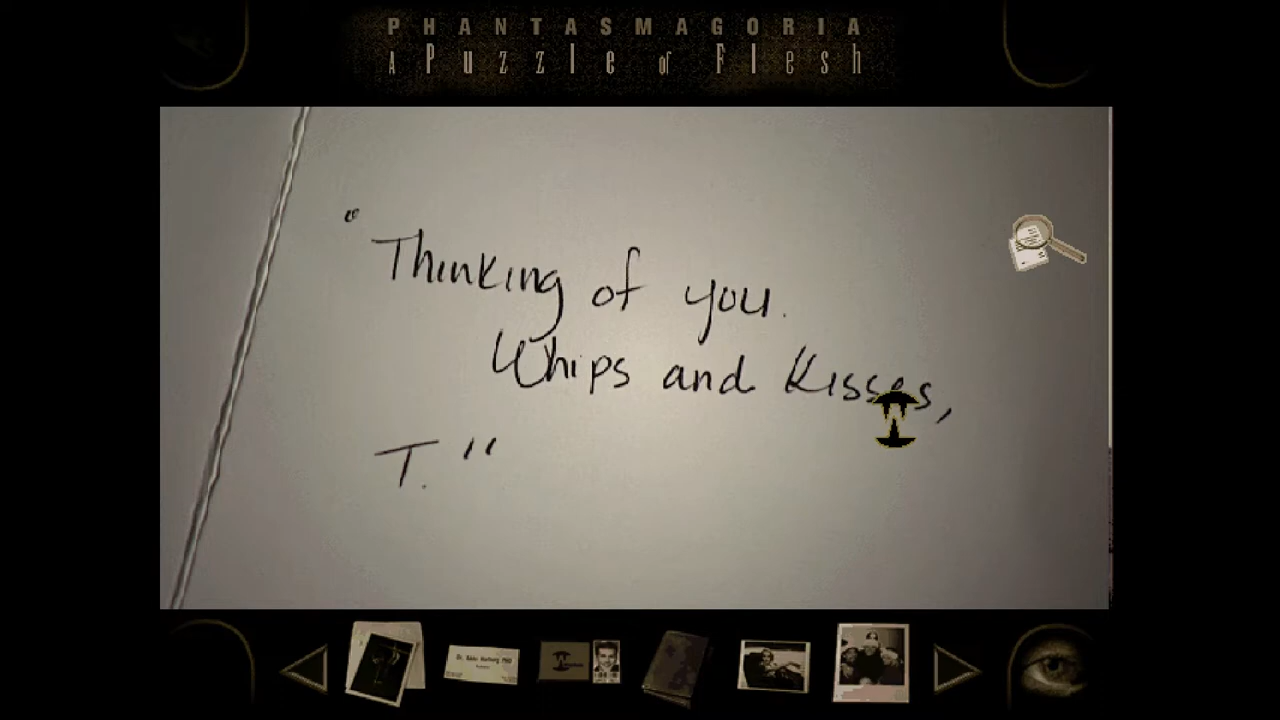 PHANTASMAGORIA
A Puzzle of Flesh
"Thinking of you.
Whips and Kisses,
T."